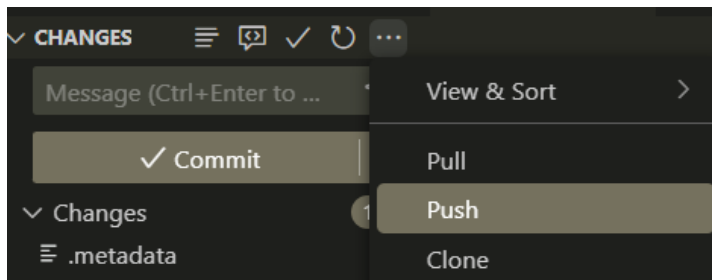 CHANGES
Message (Ctrl+Enter to ...
View & Sort
Commit
Pull
Changes
Push
.metadata
Clone